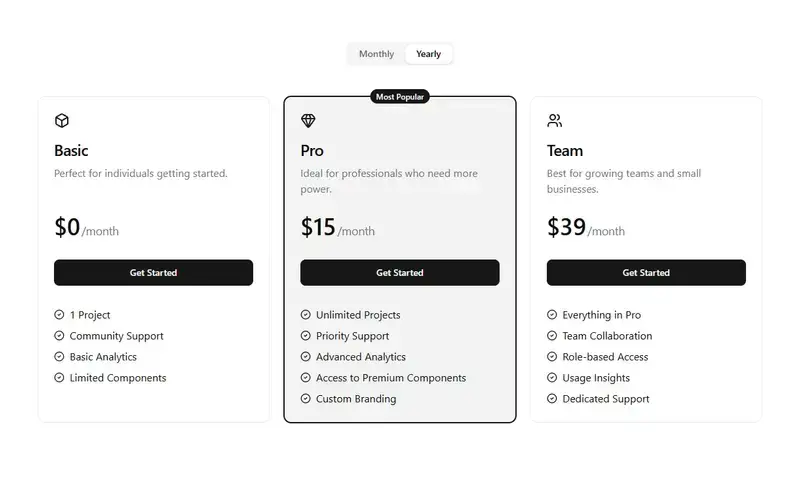 Monthly
Yearly
Basic
Perfect for individuals getting started.
$0/month
Get Started
1 Project
Community Support
Basic Analytics
Limited Components
Most Popular
Pro
Ideal for professionals who need more
power.
$15/month
Get Started
Unlimited Projects
Priority Support
Advanced Analytics
Access to Premium Components
Custom Branding
Team
Best for growing teams and small
businesses.
$39/month
Get Started
Everything in Pro
Team Collaboration
Role-based Access
Usage Insights
Dedicated Support